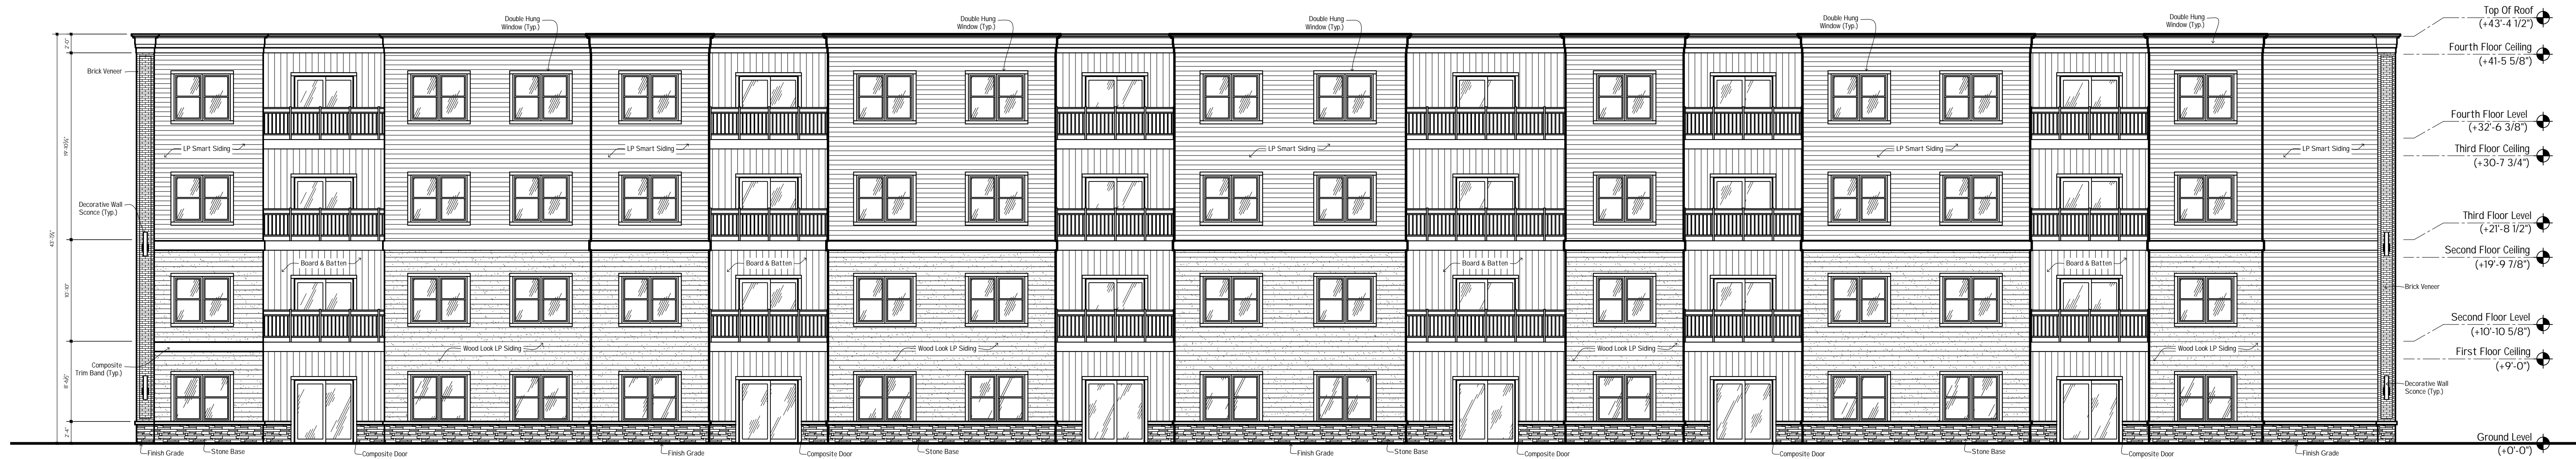 Double Hung
Window (Typ.)
Double Hung
Window (Typ.)
Double Hung
Window (Typ.)
Double Hung
Window (Typ.)
Double Hung
Window (Typ.)
Top Of Roof
(+43'-4 1/2")
2'-0"
Fourth Floor Ceiling
(+41-5 5/8")
Brick Veneer
Fourth Floor Level
(+32'-6 3/8")
LP Smart Siding
LP Smart Siding
LP Smart Siding
LP Smart Siding
LP Smart Siding
Third Floor Ceiling
(+30-7 3/4")
Decorative Wall
Sconce (Typ.)
Third Floor Level
(+21'-8 1/2")
Second Floor Ceiling
(+19'-9 7/8")
Board & Batten
Board & Batten
Board & Batten
Board & Batten
Brick Veneer
10'-10"
Second Floor Level
(+10'-10 5/8")
Wood Look LP Siding
Wood Look LP Siding
Wood Look LP Siding
Wood Look LP Siding
First Floor Ceiling
(+9'-0")
Composite
Trim Band (Typ.)
Decorative Wall
Sconce (Typ.)
2'-4"
Ground Level
(+0'-0")
Finish Grade
Stone Base
Composite Door
Finish Grade
Composite Door
Stone Base
Finish Grade
Stone Base
Composite Door
Composite Door
Stone Base
Composite Door
Finish Grade